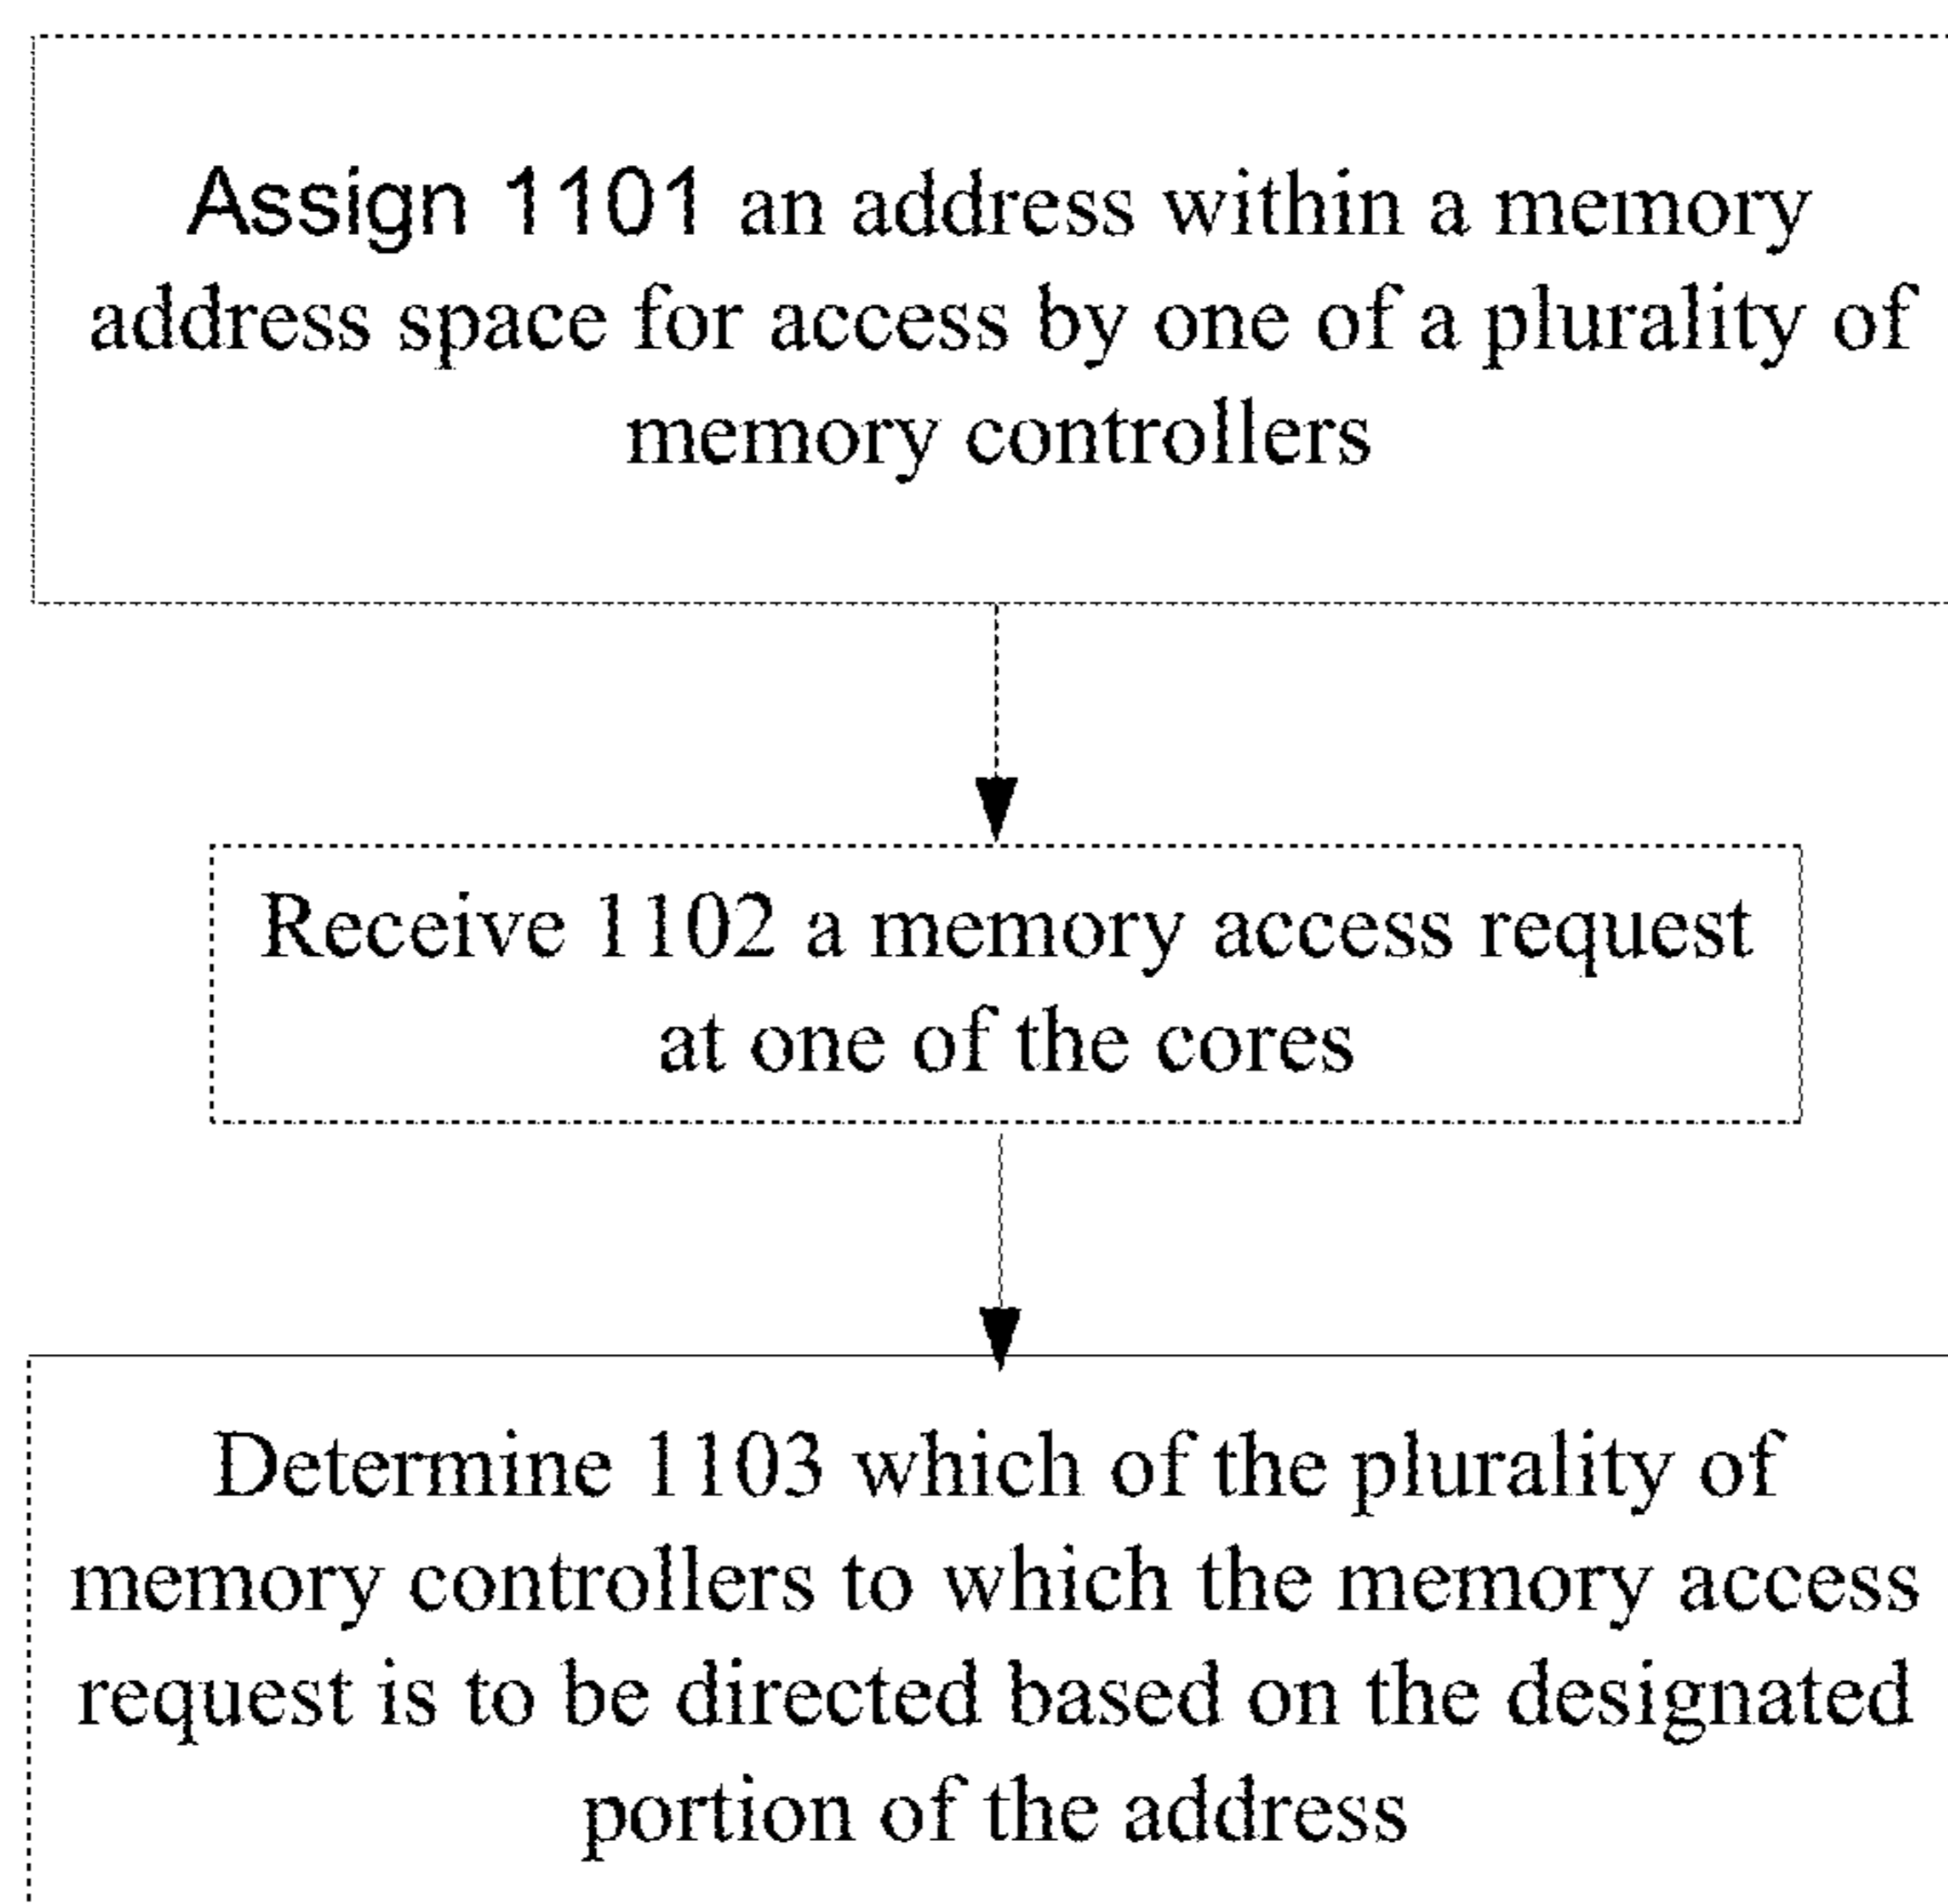 Assign 1101 an address within a memory
address space for access by one of a plurality of
memory controllers
Receive 1102 a memory access request
at one of the cores
Determine 1103 which of the plurality of
memory controllers to which the memory access
request is to be directed based on the designated
portion of the address